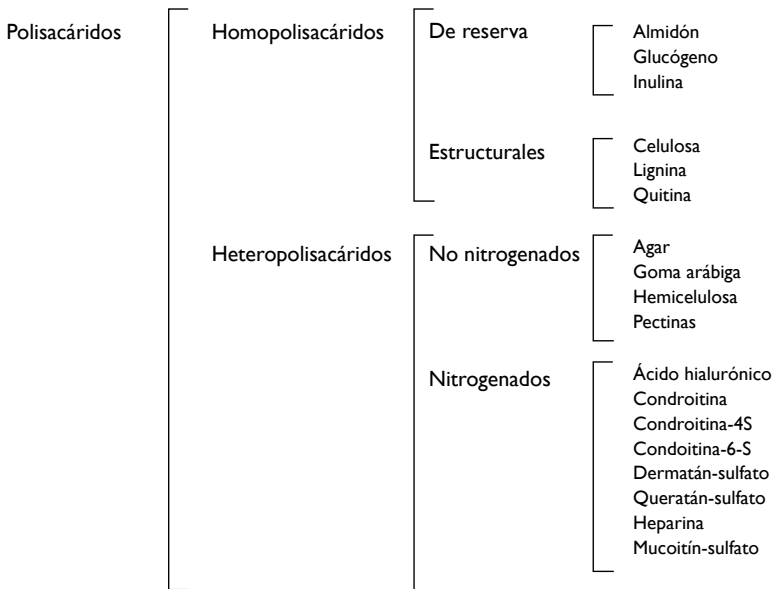 Polisacáridos
Homopolisacáridos
De reserva
Almidón
Glucógeno
Inulina
Estructurales
Celulosa
Lignina
Quitina
Heteropolisacáridos
No nitrogenados
Agar
Goma arábiga
Hemicelulosa
Pectinas
Nitrogenados
Ácido hialurónico
Condroitina
Condroitina-4S
Condoitina-6-S
Dermatán-sulfato
Queratán-sulfato
Heparina
Mucoitín-sulfato